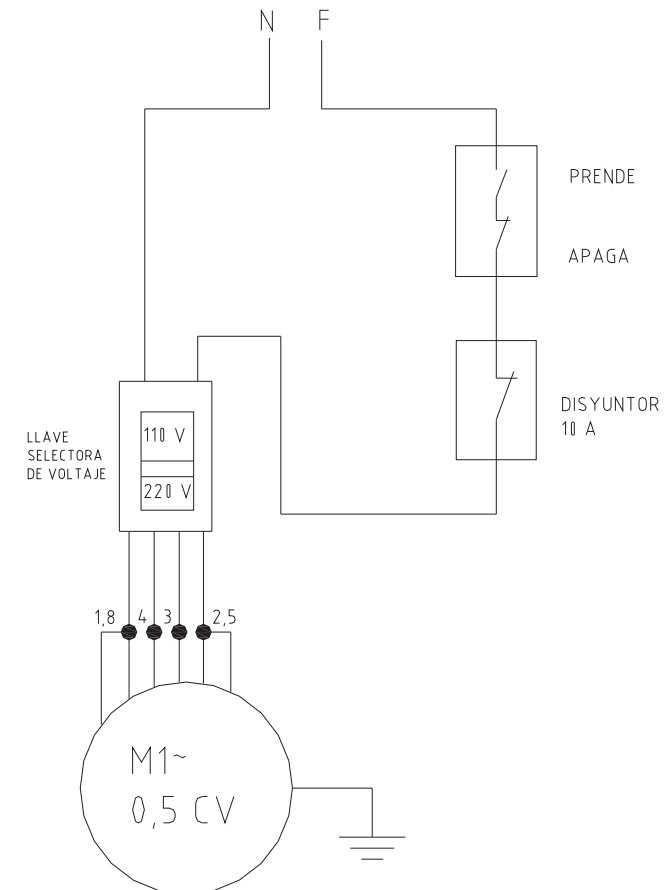 N F
PRENDE
APAGA
DISYUNTOR
10 A
LLAVE
SELECTORA
DE VOLTAJE
110 V
220 V
1,8 4 3 2,5
M1~
0,5 CV